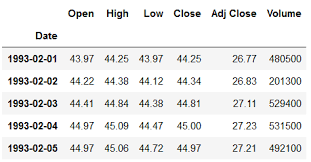 Open High Low Close Adj Close Volume
Date
1993-02-01 43.97 44.25 43.97 44.25 26.77 480500
1993-02-02 44.22 44.38 44.12 44.34 26.83 201300
1993-02-03 44.41 44.84 44.38 44.81 27.11 529400
1993-02-04 44.97 45.09 44.47 45.00 27.23 531500
1993-02-05 44.97 45.06 44.72 44.97 27.21 492100